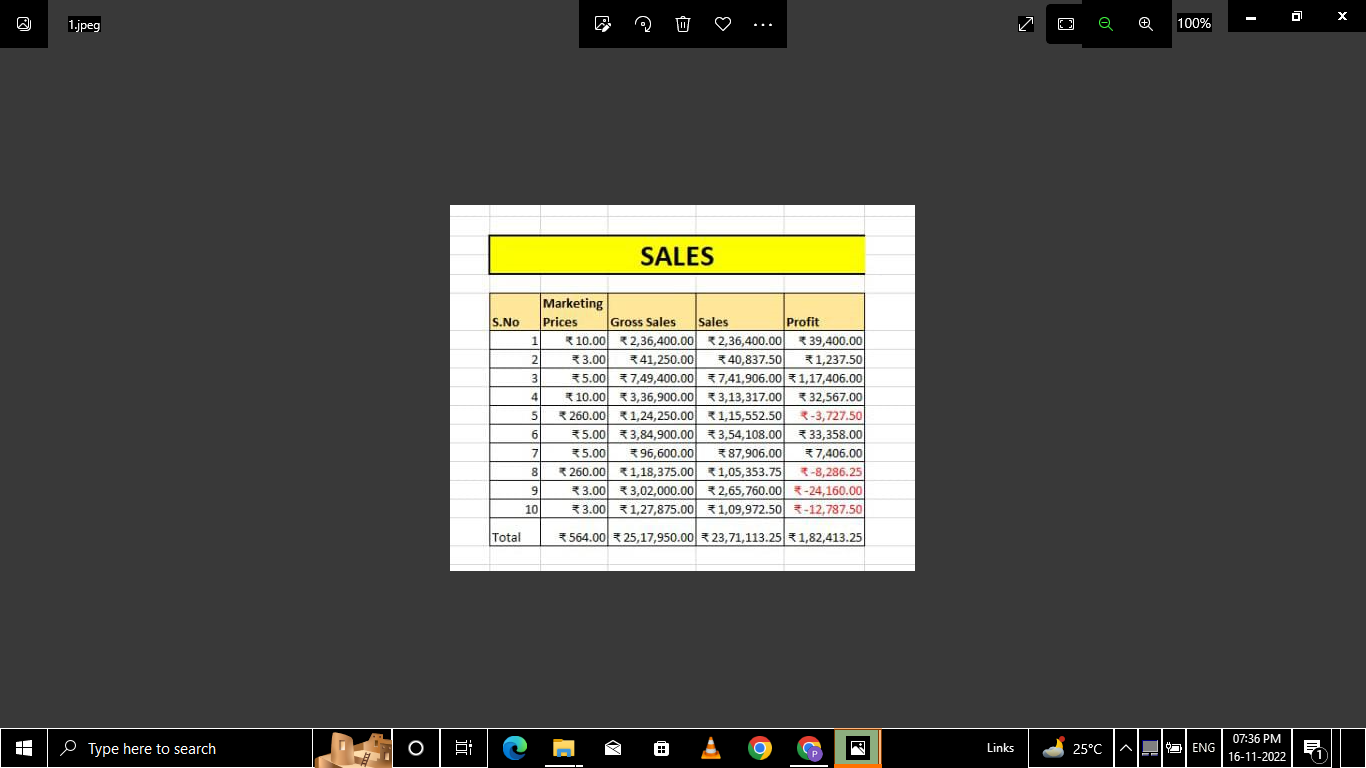 1.jpeg
100%
SALES
S.No Marketing Prices Gross Sales Sales Profit
1 ₹ 10.00 ₹ 2,36,400.00 ₹ 2,36,400.00 ₹ 39,400.00
2 ₹ 3.00 ₹ 41,250.00 ₹ 40,837.50 ₹ 1,237.50
3 ₹ 5.00 ₹ 7,49,400.00 ₹ 7,41,906.00 ₹ 1,17,406.00
4 ₹ 10.00 ₹ 3,36,900.00 ₹ 3,13,317.00 ₹ 32,567.00
5 ₹ 260.00 ₹ 1,24,250.00 ₹ 1,15,552.50 ₹ -3,727.50
6 ₹ 5.00 ₹ 3,84,900.00 ₹ 3,54,108.00 ₹ 33,358.00
7 ₹ 5.00 ₹ 96,600.00 ₹ 87,906.00 ₹ 7,406.00
8 ₹ 260.00 ₹ 1,18,375.00 ₹ 1,05,353.75 ₹ -8,286.25
9 ₹ 3.00 ₹ 3,02,000.00 ₹ 2,65,760.00 ₹ -24,160.00
10 ₹ 3.00 ₹ 1,27,875.00 ₹ 1,09,972.50 ₹ -12,787.50
Total ₹ 564.00 ₹ 25,17,950.00 ₹ 23,71,113.25 ₹ 1,82,413.25
Type here to search
P
Links
25°C
ENG
07:36 PM
16-11-2022
1